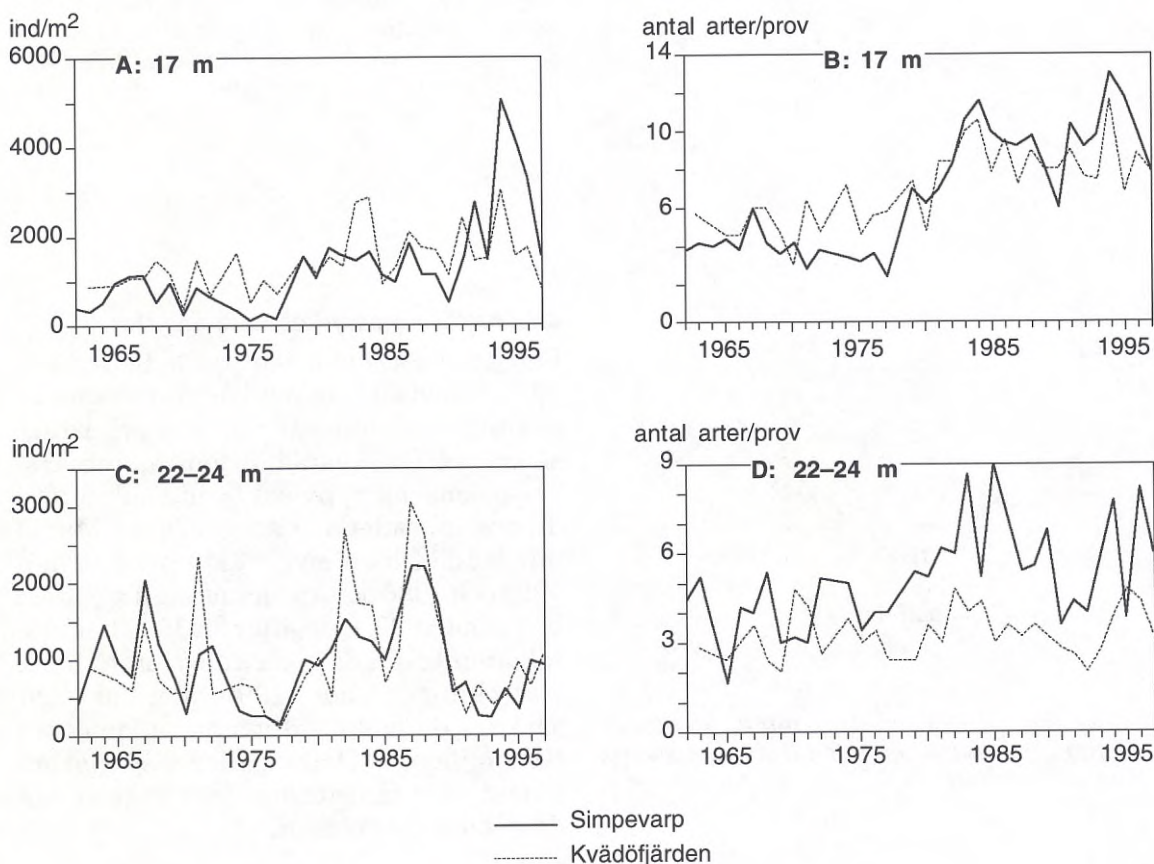 ind/m²
A: 17 m
6000
4000
2000
0
1965 1975 1985 1995
antal arter/prov
B: 17 m
14
10
6
4
0
1965 1975 1985 1995
ind/m²
C: 22–24 m
3000
2000
1000
0
1965 1975 1985 1995
antal arter/prov
D: 22–24 m
9
6
3
0
1965 1975 1985 1995
Simpevarp
Kvädöfjärden